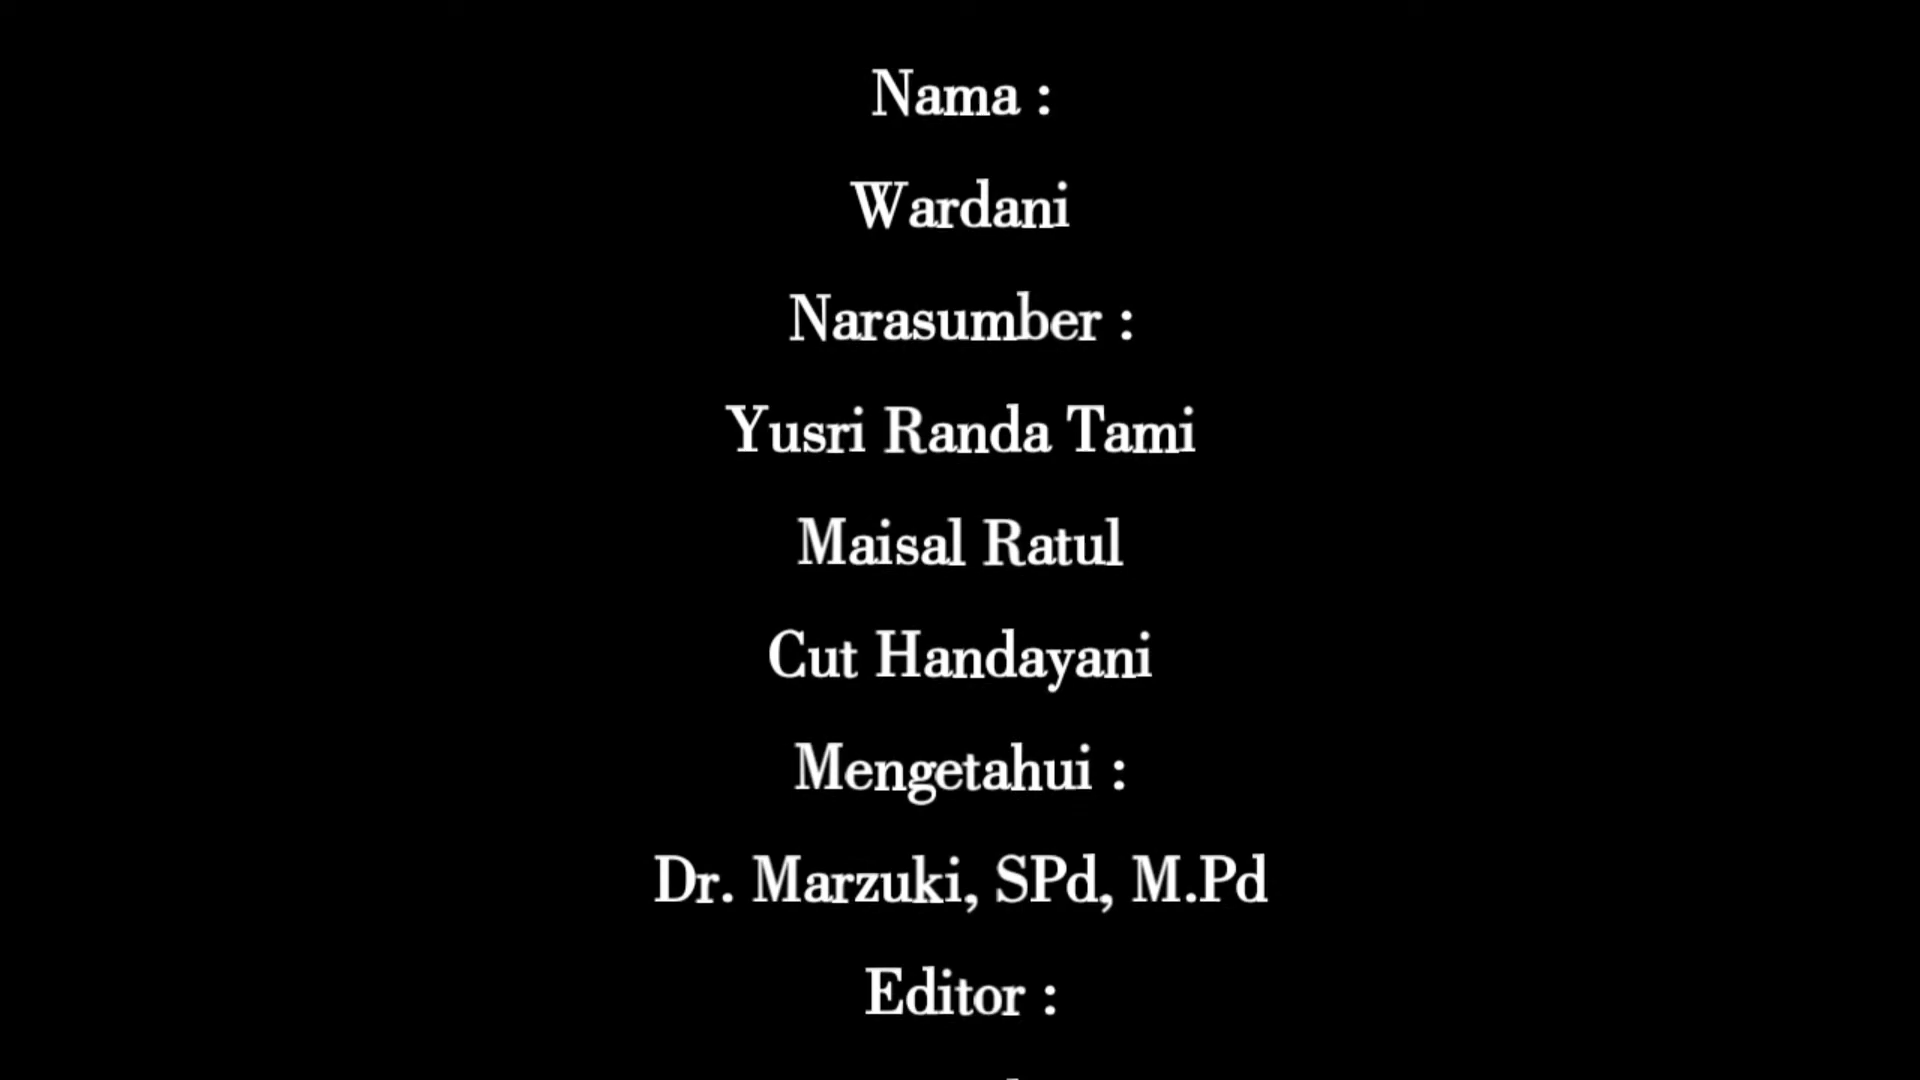 Nama :
Wardani
Narasumber :
Yusri Randa Tami
Maisal Ratul
Cut Handayani
Mengetahui :
Dr. Marzuki, SPd, M.Pd
Editor :